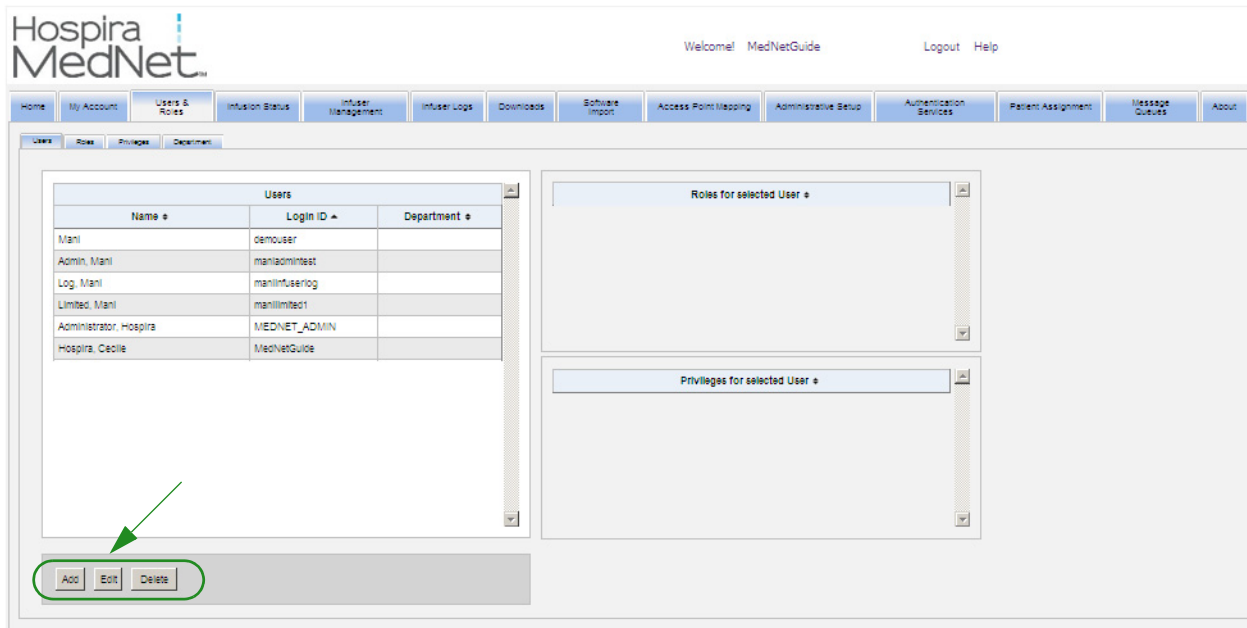 Hospira
MedNet™
Welcome! MedNetGuide Logout Help
Home My Account Users & Roles Infusion Status Infuser Management Infuser Logs Downloads Software Import Access Point Mapping Administrative Setup Authentication Services Patient Assignment Message Queues About
Users Roles Privileges Department
Users
Name Login ID Department
Mani demouser
Admin, Mani maniadmintest
Log, Mani maniinfuserlog
Limited, Mani manilimited1
Administrator, Hospira MEDNET_ADMIN
Hospira, Cecile MedNetGuide
Roles for selected User
Privileges for selected User
Add Edit Delete